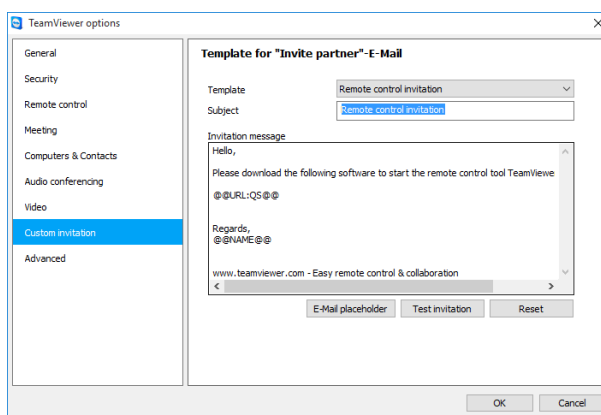 TeamViewer options
General
Security
Remote control
Meeting
Computers & Contacts
Audio conferencing
Video
Custom invitation
Advanced
Template for "Invite partner"-E-Mail
Template
Remote control invitation
Subject
Remote control invitation
Invitation message
Hello,
Please download the following software to start the remote control tool TeamViewer
@@URL:QS@@
Regards,
@@NAME@@
www.teamviewer.com - Easy remote control & collaboration
E-Mail placeholder
Test invitation
Reset
OK
Cancel